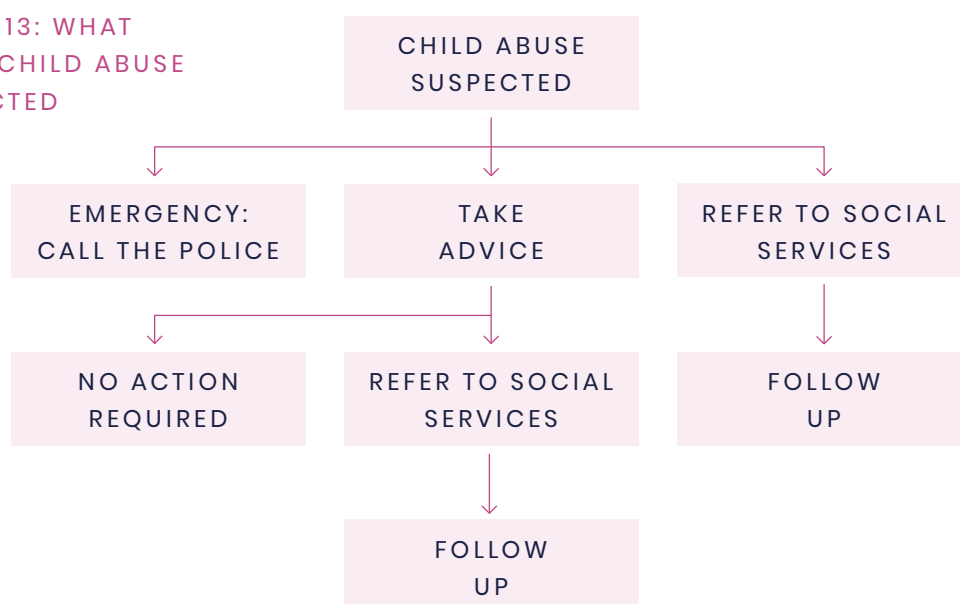 13: WHAT
CHILD ABUSE
CTED
CHILD ABUSE
SUSPECTED
EMERGENCY:
CALL THE POLICE
TAKE
ADVICE
REFER TO SOCIAL
SERVICES
NO ACTION
REQUIRED
REFER TO SOCIAL
SERVICES
FOLLOW
UP
FOLLOW
UP